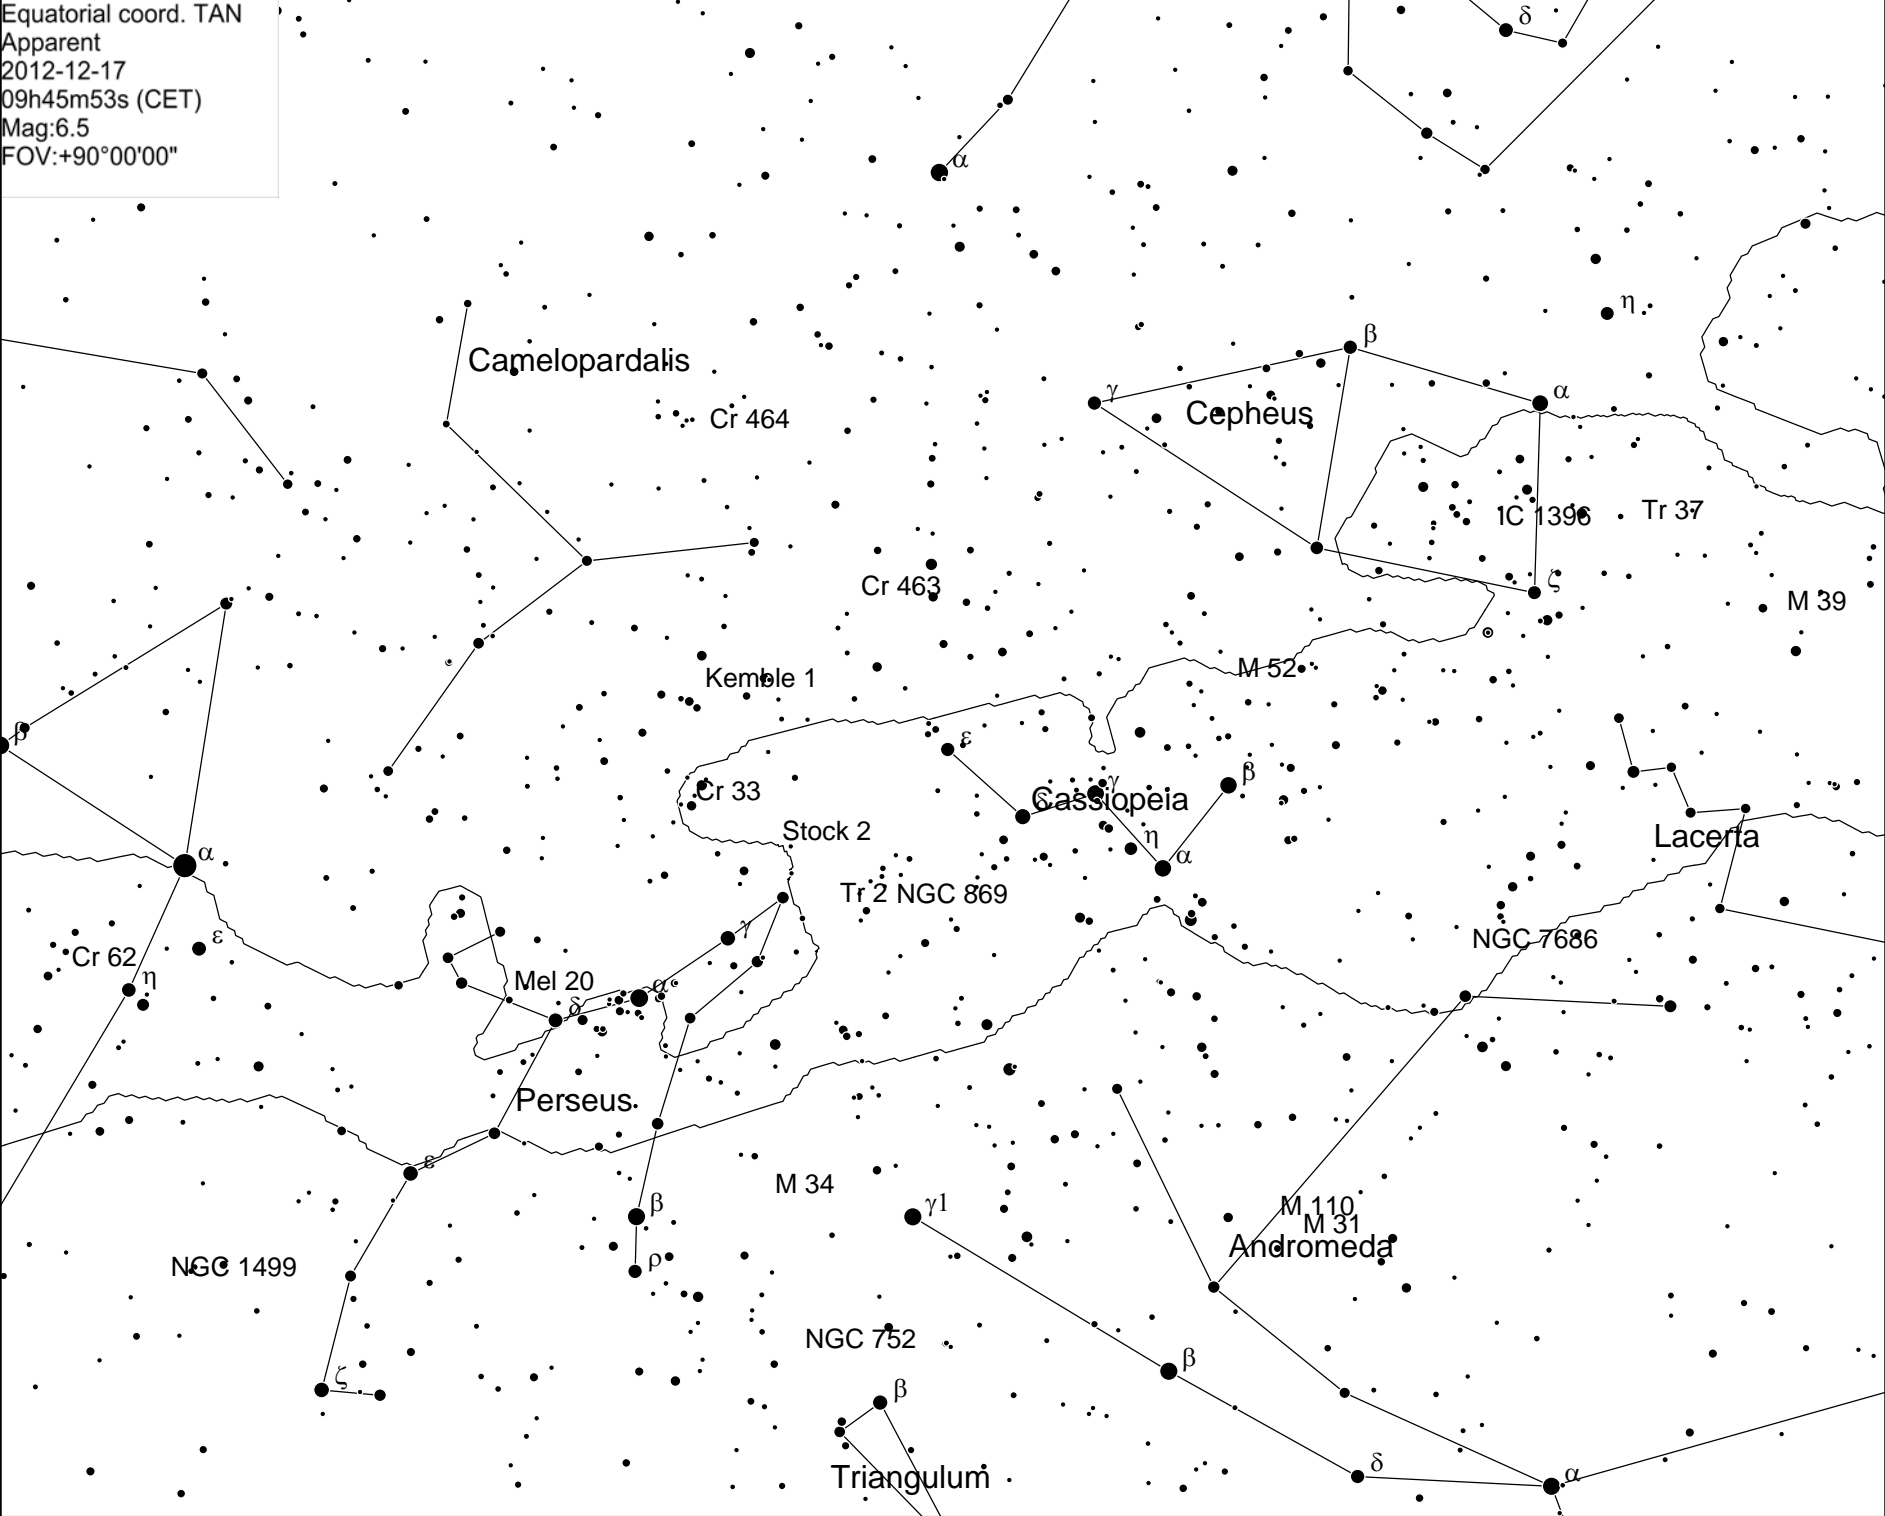 Equatorial coord. TAN
Apparent
2012-12-17
09h45m53s (CET)
Mag:6.5
FOV:+90°00'00"
δ
α
η
β
Camelopardalis
γ
α
Cepheus
Cr 464
IC 1396
Tr 37
Cr 463
ζ
M 39
M 52
Kemble 1
β
ε
γ
β
Cr 33
δ
Cassiopeia
Stock 2
η
Lacerta
α
α
Tr 2
NGC 869
γ
ε
NGC 7686
Cr 62
η
Mel 20
α
δ
Perseus
ε
M 34
β
γ1
M 110
M 31
Andromeda
ρ
NGC 1499
NGC 752
β
ζ
β
δ
α
Triangulum